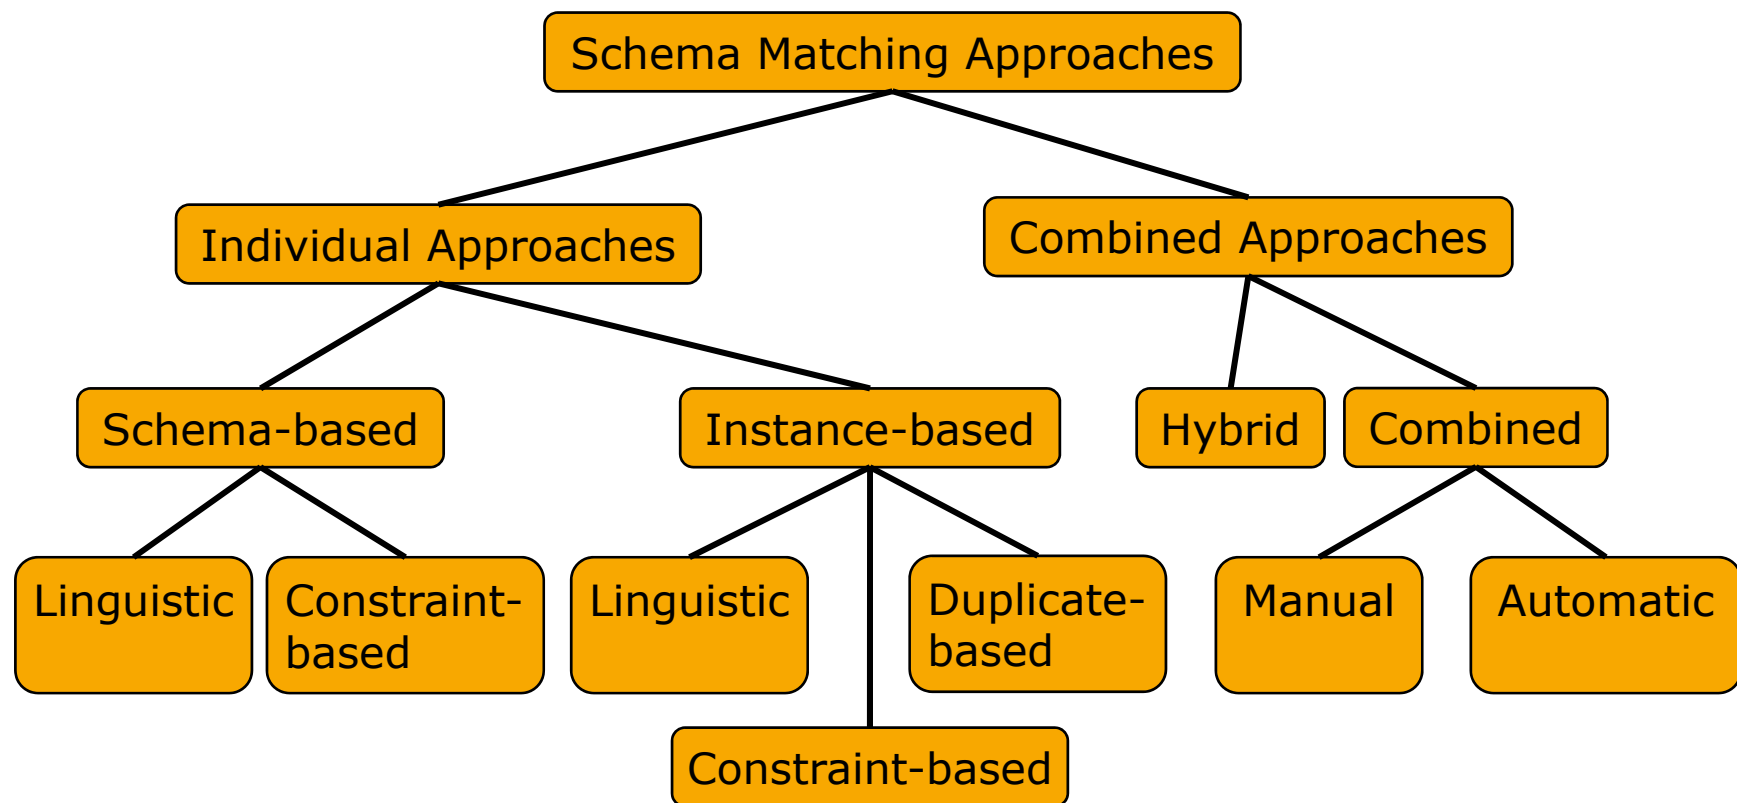 Schema Matching Approaches
Individual Approaches
Combined Approaches
Schema-based
Instance-based
Hybrid
Combined
Linguistic
Constraint-
based
Linguistic
Duplicate-
based
Manual
Automatic
Constraint-based